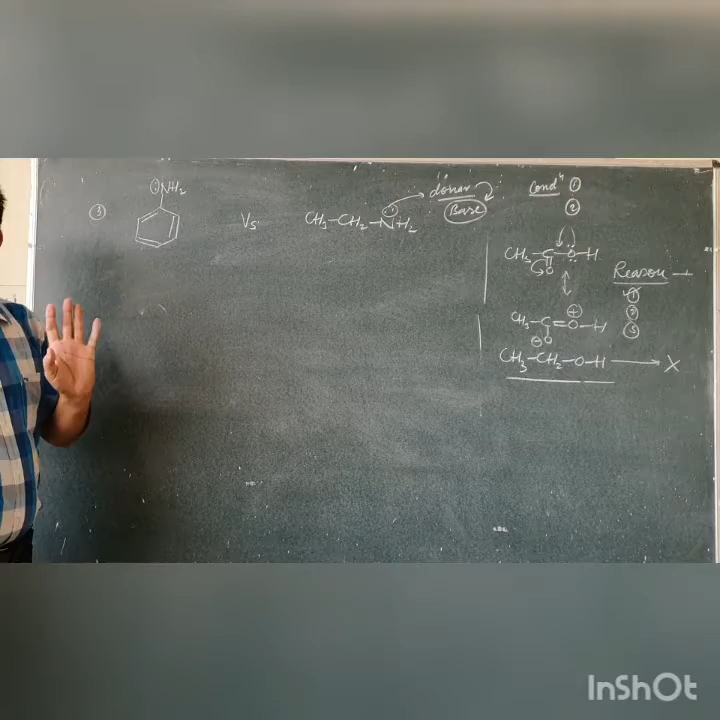 ③ NH₂ Vs CH₃-CH₂-NH₂ donar
Base
Condⁿ ①
②
CH₃-C-O-H
O
Reason
①
②
③
CH₃-C=O-H
⊕
⊖ O
CH₃-CH₂-O-H → X
InShOt